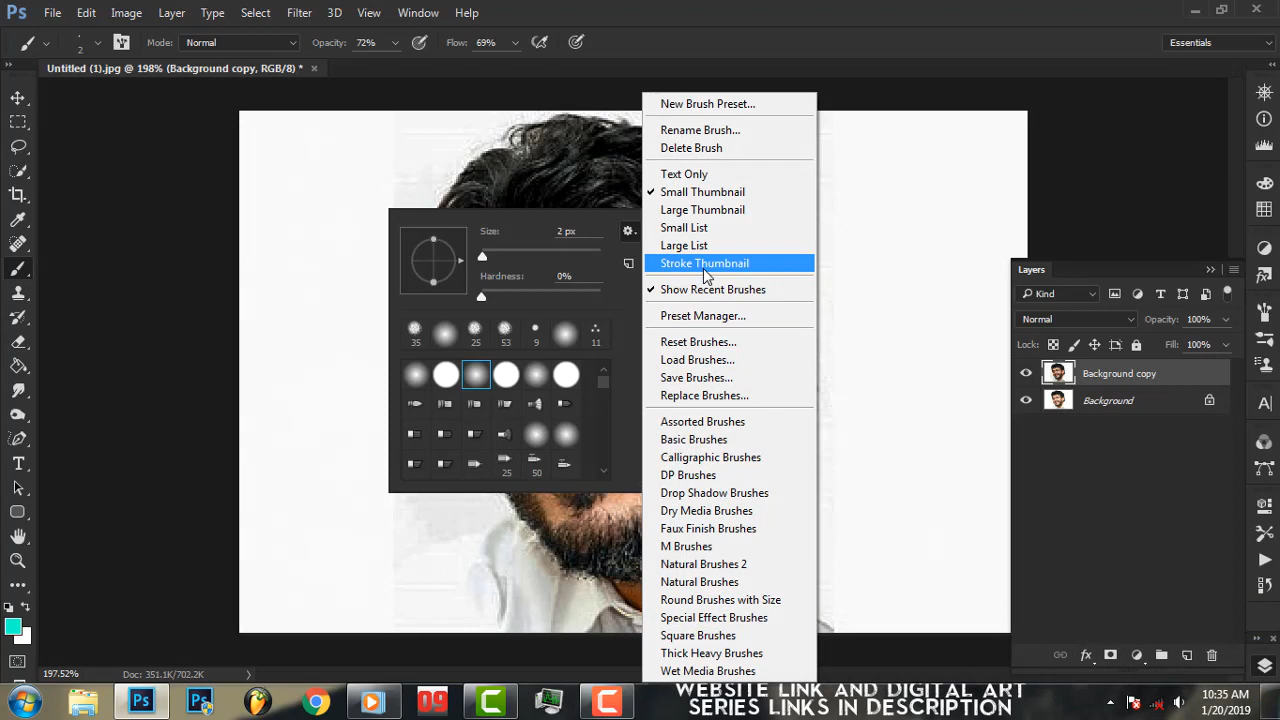 Ps File Edit Image Layer Type Select Filter 3D View Window Help
2 Mode: Normal Opacity: 72% Flow: 69% Essentials
Untitled (1).jpg @ 198% (Background copy, RGB/8) * ×
New Brush Preset...
Rename Brush...
Delete Brush
Text Only
Small Thumbnail
Large Thumbnail
Small List
Large List
Stroke Thumbnail
Show Recent Brushes
Preset Manager...
Reset Brushes...
Load Brushes...
Save Brushes...
Replace Brushes...
Assorted Brushes
Basic Brushes
Calligraphic Brushes
DP Brushes
Drop Shadow Brushes
Dry Media Brushes
Faux Finish Brushes
M Brushes
Natural Brushes 2
Natural Brushes
Round Brushes with Size
Special Effect Brushes
Square Brushes
Thick Heavy Brushes
Wet Media Brushes
Size: 2 px
Hardness: 0%
35 25 53 9 11
25 50
Layers
Kind
Normal Opacity: 100%
Lock: Fill: 100%
Background copy
Background
fx
197.52% Doc: 351.1K/702.2K
WEBSITE LINK AND DIGITAL ART
SERIES LINKS IN DESCRIPTION
Ps Ps 09 C C
10:35 AM
1/20/2019